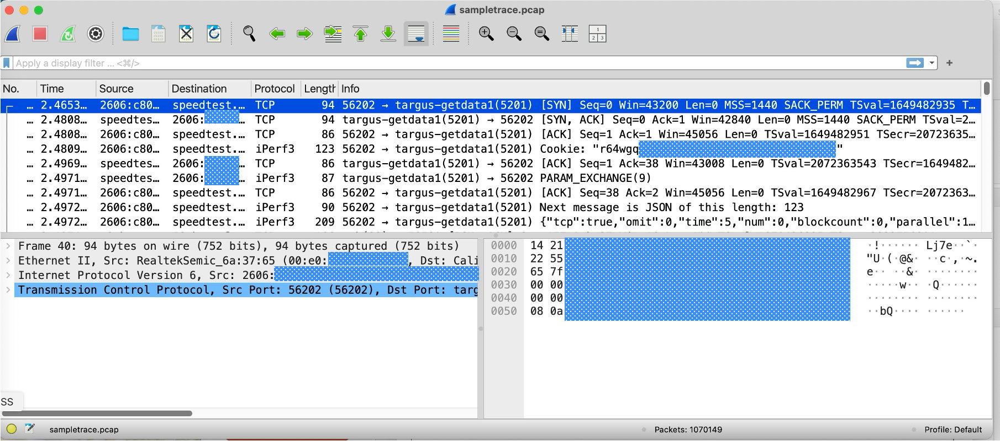 sampletrace.pcap
Apply a display filter ... <⌘/>
No. Time Source Destination Protocol Length Info
... 2.4653… 2606:c80… speedtest.… TCP 94 56202 → targus-getdata1(5201) [SYN] Seq=0 Win=43200 Len=0 MSS=1440 SACK_PERM TSval=1649482935 T…
... 2.4808… speedtes… 2606: … TCP 94 targus-getdata1(5201) → 56202 [SYN, ACK] Seq=0 Ack=1 Win=42840 Len=0 MSS=1440 SACK_PERM TSval=2…
... 2.4808… 2606:c80… speedtest.… TCP 86 56202 → targus-getdata1(5201) [ACK] Seq=1 Ack=1 Win=45056 Len=0 TSval=1649482951 TSecr=20723635…
... 2.4809… 2606:c80… speedtest.… iPerf3 123 56202 → targus-getdata1(5201) Cookie: "r64wgq "
... 2.4969… speedtes… 2606: … TCP 86 targus-getdata1(5201) → 56202 [ACK] Seq=1 Ack=38 Win=43008 Len=0 TSval=2072363543 TSecr=1649482…
... 2.4971… speedtes… 2606: … iPerf3 87 targus-getdata1(5201) → 56202 PARAM_EXCHANGE(9)
... 2.4971… 2606:c80… speedtest.… TCP 86 56202 → targus-getdata1(5201) [ACK] Seq=38 Ack=2 Win=45056 Len=0 TSval=1649482967 TSecr=2072363…
... 2.4972… 2606:c80… speedtest.… iPerf3 90 56202 → targus-getdata1(5201) Next message is JSON of this length: 123
... 2.4972… 2606:c80… speedtest.… iPerf3 209 56202 → targus-getdata1(5201) {"tcp":true,"omit":0,"time":5,"num":0,"blockcount":0,"parallel":1…
Frame 40: 94 bytes on wire (752 bits), 94 bytes captured (752 bits)
Ethernet II, Src: RealtekSemic_6a:37:65 (00:e0: , Dst: Cali
Internet Protocol Version 6, Src: 2606:
Transmission Control Protocol, Src Port: 56202 (56202), Dst Port: targ
0000 14 21 ·!······ Lj7e··`·
0010 22 55 "U·(·@&· ··c,·~.
0020 65 7f e·· ··&· ········
0030 00 00 ·····w·· ·Q······
0040 00 00 ········ ········
0050 08 0a ··bQ···· ······
SS
sampletrace.pcap
Packets: 1070149
Profile: Default